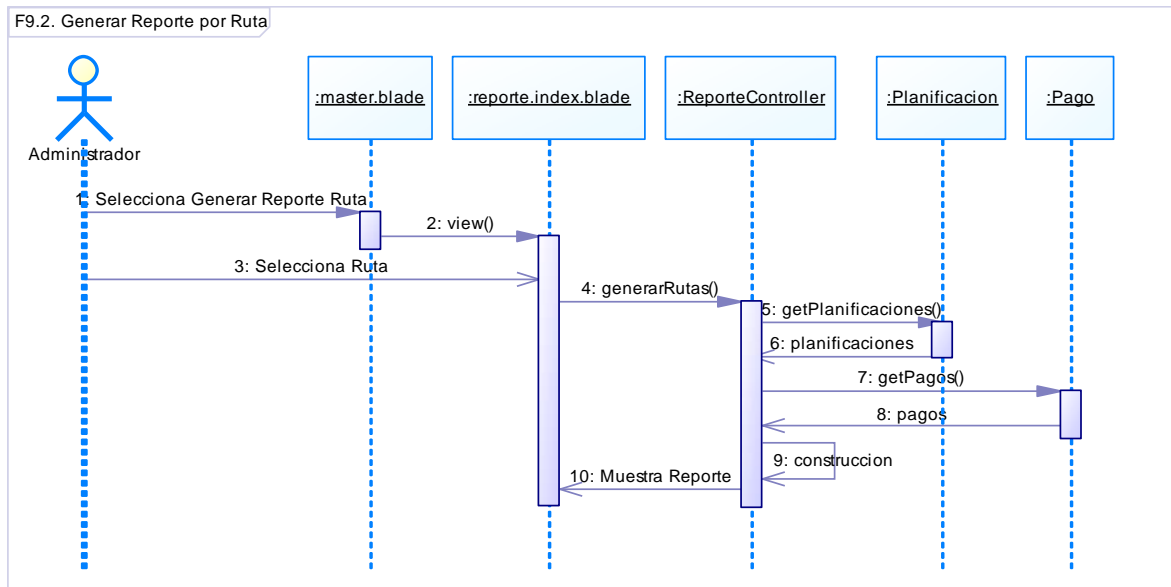 F9.2. Generar Reporte por Ruta
:master.blade
:reporte.index.blade
:ReporteController
:Planificacion
:Pago
Administrador
1: Selecciona Generar Reporte Ruta
2: view()
3: Selecciona Ruta
4: generarRutas()
5: getPlanificaciones()
6: planificaciones
7: getPagos()
8: pagos
9: construccion
10: Muestra Reporte